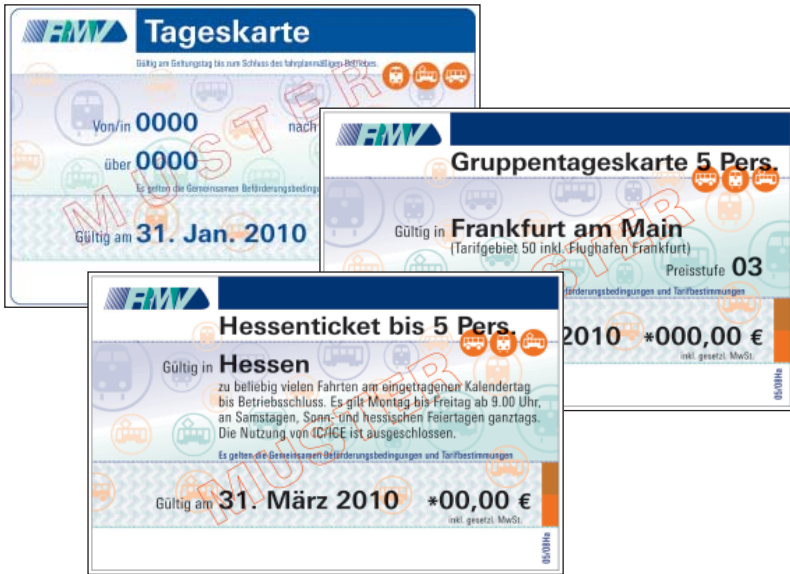 RMV Tageskarte
Gültig am Geltungstag bis zum Schluss des fahrplanmäßigen Betriebes.
Von/in 0000 nach
über 0000
Es gelten die Gemeinsamen
Gültig am 31. Jan. 2010
MUSTER
RMV
Gruppentageskarte 5 Pers.
Gültig in Frankfurt am Main
(Tarifgebiet 50 inkl. Flughafen Frankfurt)
Preisstufe 03
und Tarifbestimmungen
2010 *000,00 €
inkl. gesetzl. MwSt.
05/08Ha
RMV
Hessenticket bis 5 Pers.
Gültig in Hessen
zu beliebig vielen Fahrten am eingetragenen Kalendertag
bis Betriebsschluss. Es gilt Montag bis Freitag ab 9.00 Uhr,
an Samstagen, Sonn- und hessischen Feiertagen ganztags.
Die Nutzung von IC/ICE ist ausgeschlossen.
Es gelten die Gemeinsamen Beförderungsbedingungen und Tarifbestimmungen
Gültig am 31. März 2010 *00,00 €
inkl. gesetzl. MwSt.
05/08Ha
MUSTER